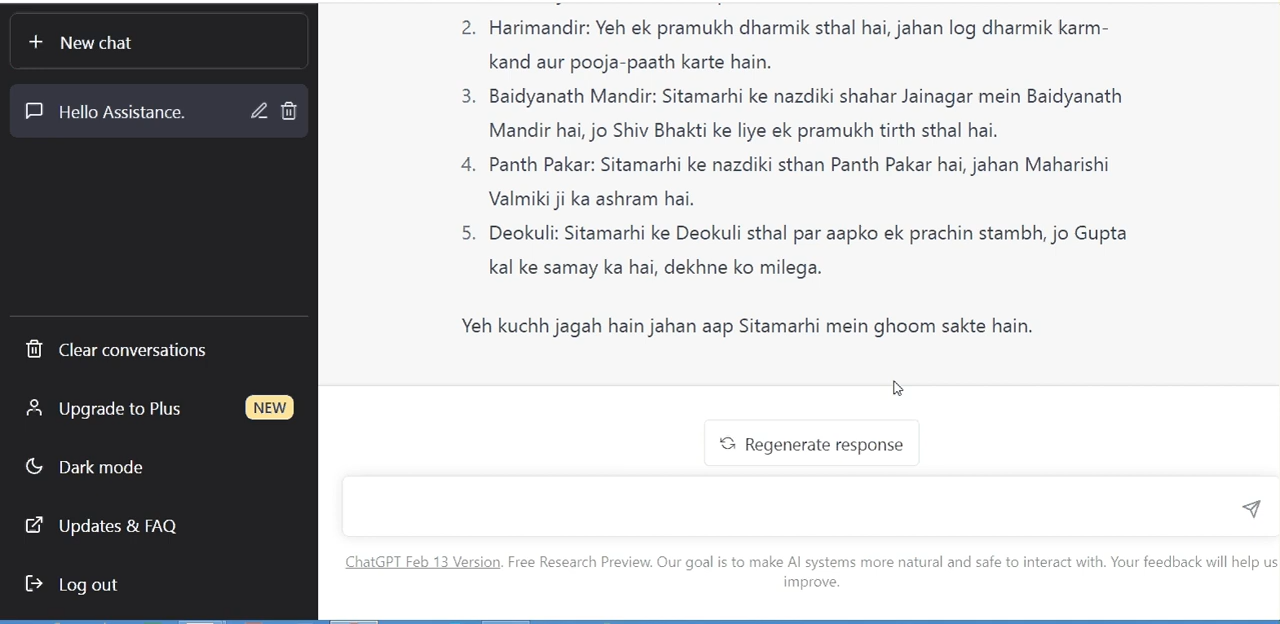 New chat
Hello Assistance.
Clear conversations
Upgrade to Plus NEW
Dark mode
Updates & FAQ
Log out
2. Harimandir: Yeh ek pramukh dharmik sthal hai, jahan log dharmik karm-
kand aur pooja-paath karte hain.
3. Baidyanath Mandir: Sitamarhi ke nazdiki shahar Jainagar mein Baidyanath
Mandir hai, jo Shiv Bhakti ke liye ek pramukh tirth sthal hai.
4. Panth Pakar: Sitamarhi ke nazdiki sthan Panth Pakar hai, jahan Maharishi
Valmiki ji ka ashram hai.
5. Deokuli: Sitamarhi ke Deokuli sthal par aapko ek prachin stambh, jo Gupta
kal ke samay ka hai, dekhne ko milega.
Yeh kuchh jagah hain jahan aap Sitamarhi mein ghoom sakte hain.
Regenerate response
ChatGPT Feb 13 Version. Free Research Preview. Our goal is to make AI systems more natural and safe to interact with. Your feedback will help us
improve.